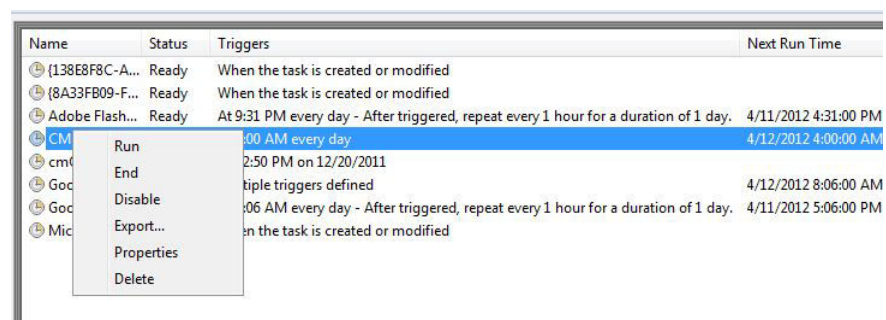 Name Status Triggers Next Run Time
{138E8F8C-A... Ready When the task is created or modified
{8A33FB09-F... Ready When the task is created or modified
Adobe Flash... Ready At 9:31 PM every day - After triggered, repeat every 1 hour for a duration of 1 day. 4/11/2012 4:31:00 PM
CM :00 AM every day 4/12/2012 4:00:00 AM
Run
cm 2:50 PM on 12/20/2011
End
Goo tiple triggers defined 4/12/2012 8:06:00 AM
Disable
Goo :06 AM every day - After triggered, repeat every 1 hour for a duration of 1 day. 4/11/2012 5:06:00 PM
Export...
Mic en the task is created or modified
Properties
Delete